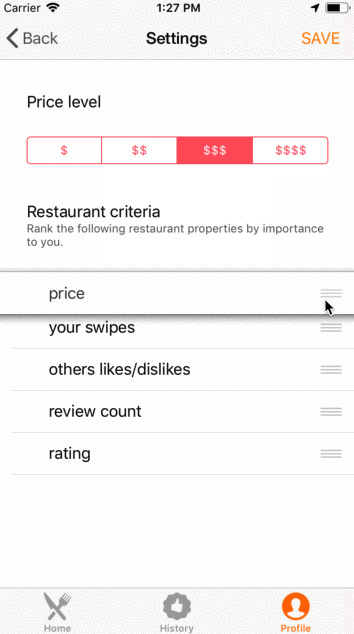 Carrier 1:27 PM
Back Settings SAVE
Price level
$ $$ $$$ $$$$
Restaurant criteria
Rank the following restaurant properties by importance
to you.
price
your swipes
others likes/dislikes
review count
rating
Home History Profile